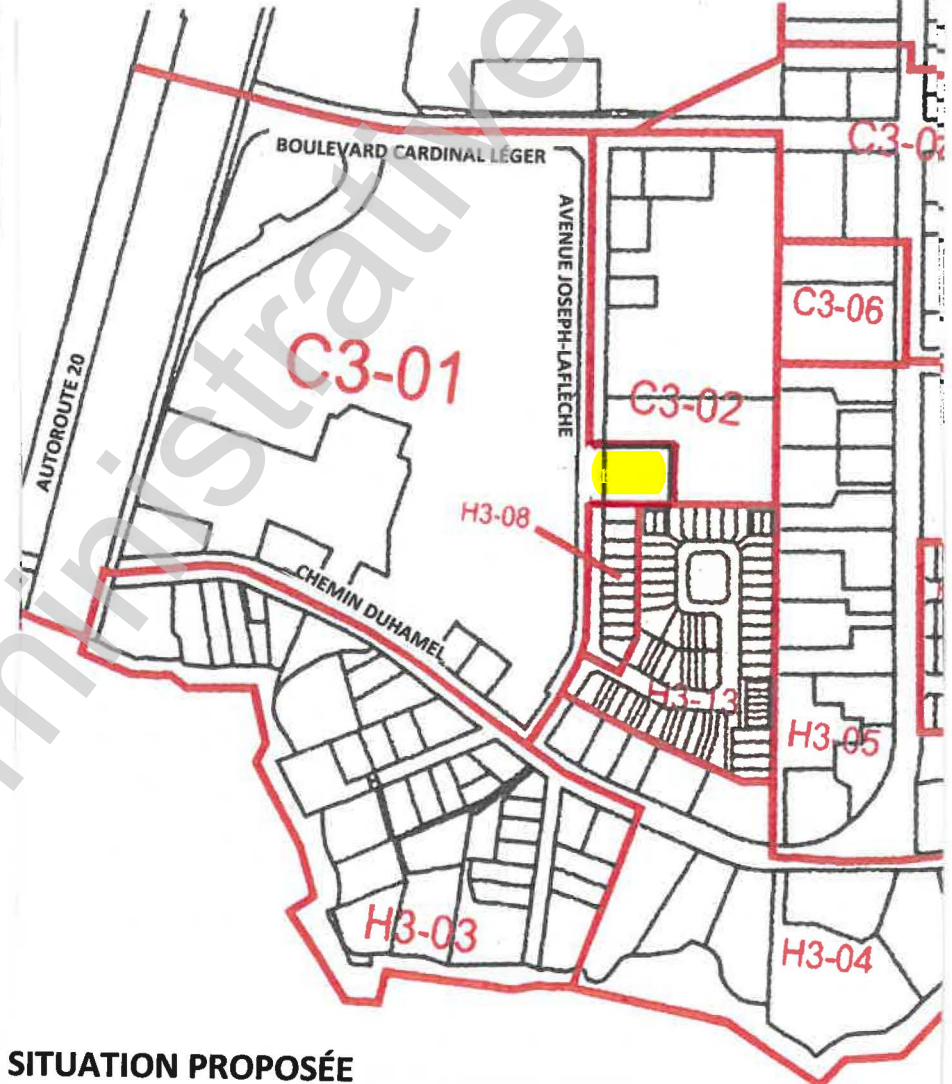 BOULEVARD CARDINAL LÉGER
AVENUE JOSEPH-LAFLÈCHE
AUTOROUTE 20
C3-01
C3-02
C3-06
H3-08
CHEMIN DUHAMEL
H3-13
H3-05
H3-03
H3-04
SITUATION PROPOSÉE
ministrative